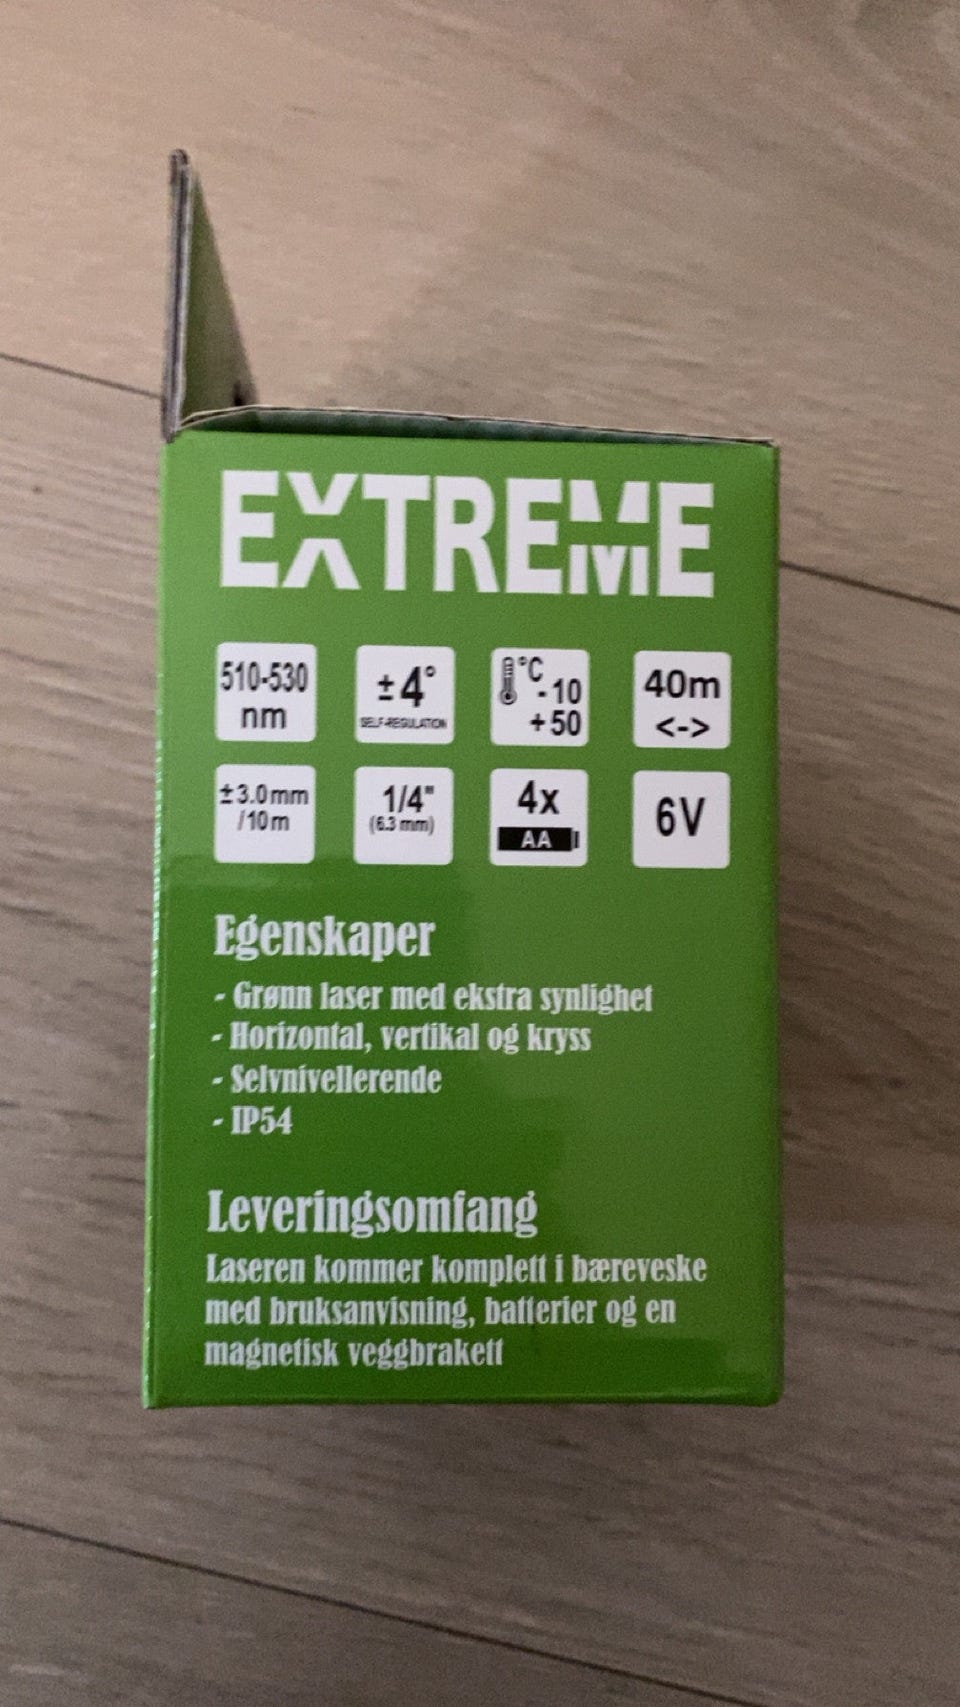 EXTREME
510-530
nm
±4°
SELF-REGULATION
°C
-10
+50
40m
<->
±3.0mm
/10m
1/4"
(6.3 mm)
4x
AA
6V
Egenskaper
- Grønn laser med ekstra synlighet
- Horizontal, vertikal og kryss
- Selvnivellerende
- IP54
Leveringsomfang
Laseren kommer komplett i bæreveske
med bruksanvisning, batterier og en
magnetisk veggbrakett